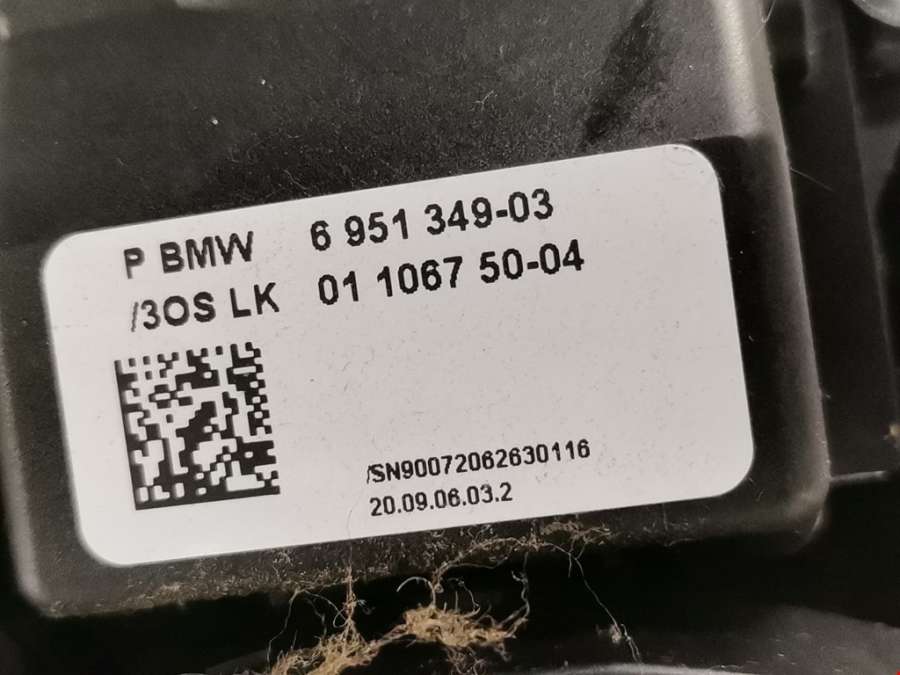 P BMW 6 951 349-03
/3OS LK 01 1067 50-04
/SN90072062630116
20.09.06.03.2